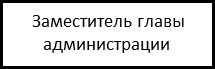 Заместитель главы
администрации